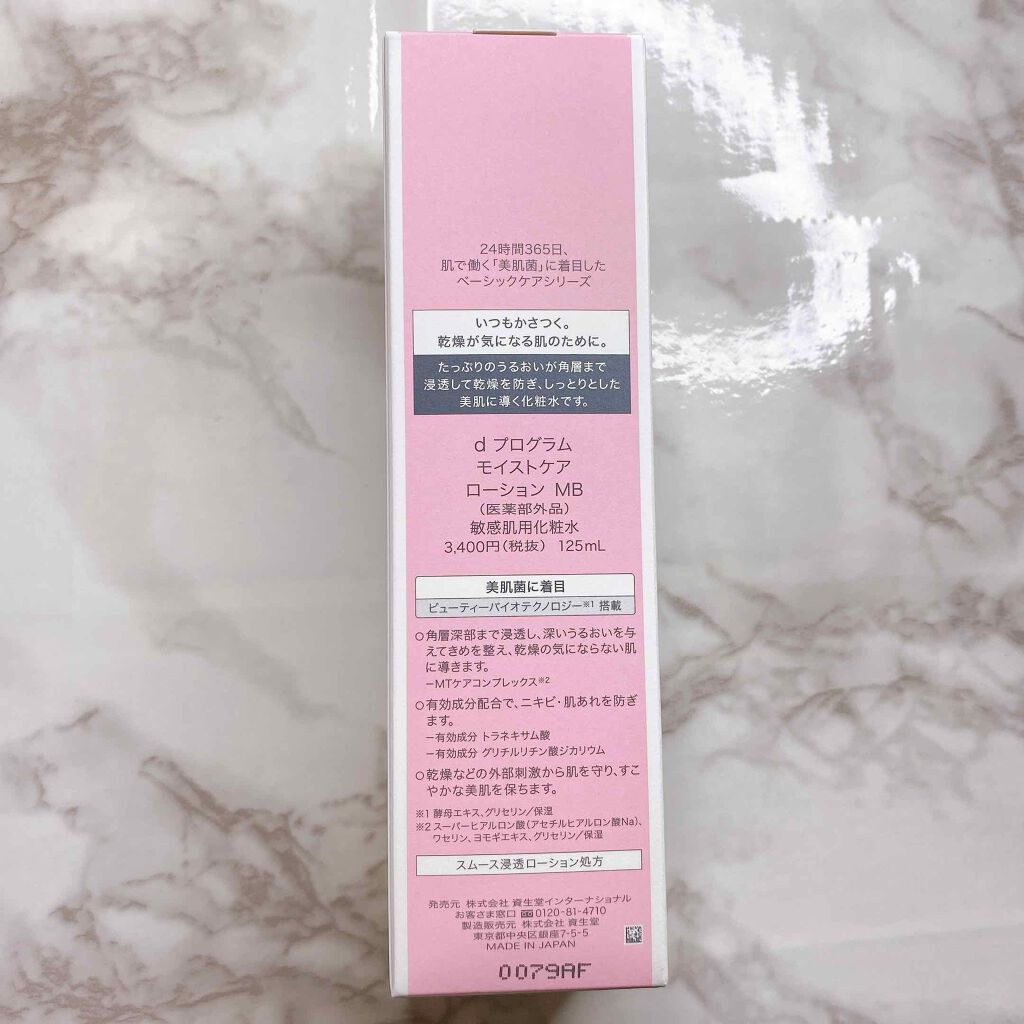 24時間365日、
肌で働く「美肌菌」に着目した
ベーシックケアシリーズ
いつもかさつく。
乾燥が気になる肌のために。
たっぷりのうるおいが角層まで
浸透して乾燥を防ぎ、しっとりとした
美肌に導く化粧水です。
d プログラム
モイストケア
ローション MB
(医薬部外品)
敏感肌用化粧水
3,400円(税抜) 125mL
美肌菌に着目
ビューティーバイオテクノロジー※1 搭載
○角層深部まで浸透し、深いうるおいを与
えてきめを整え、乾燥の気にならない肌
に導きます。
−MTケアコンプレックス※2
○有効成分配合で、ニキビ・肌あれを防ぎ
ます。
−有効成分 トラネキサム酸
−有効成分 グリチルリチン酸ジカリウム
○乾燥などの外部刺激から肌を守り、すこ
やかな美肌を保ちます。
※1 酵母エキス、グリセリン／保湿
※2 スーパーヒアルロン酸(アセチルヒアルロン酸Na)、
ワセリン、ヨモギエキス、グリセリン／保湿
スムース浸透ローション処方
発売元 株式会社 資生堂インターナショナル
お客さま窓口 0120-81-4710
製造販売元 株式会社 資生堂
東京都中央区銀座7-5-5
MADE IN JAPAN
0079AF